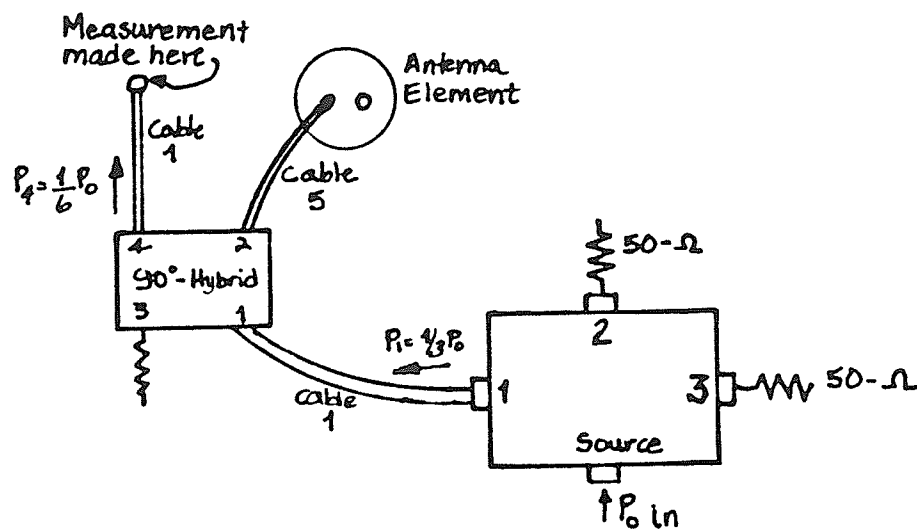 Measurement
made here
Antenna
Element
Cable
1
P₄ = 1/6 P₀
Cable
5
4 2
90°-Hybrid
3 1
50-Ω
2
P₁ = 1/3 P₀
1
3
50-Ω
Cable
1
Source
P₀ in